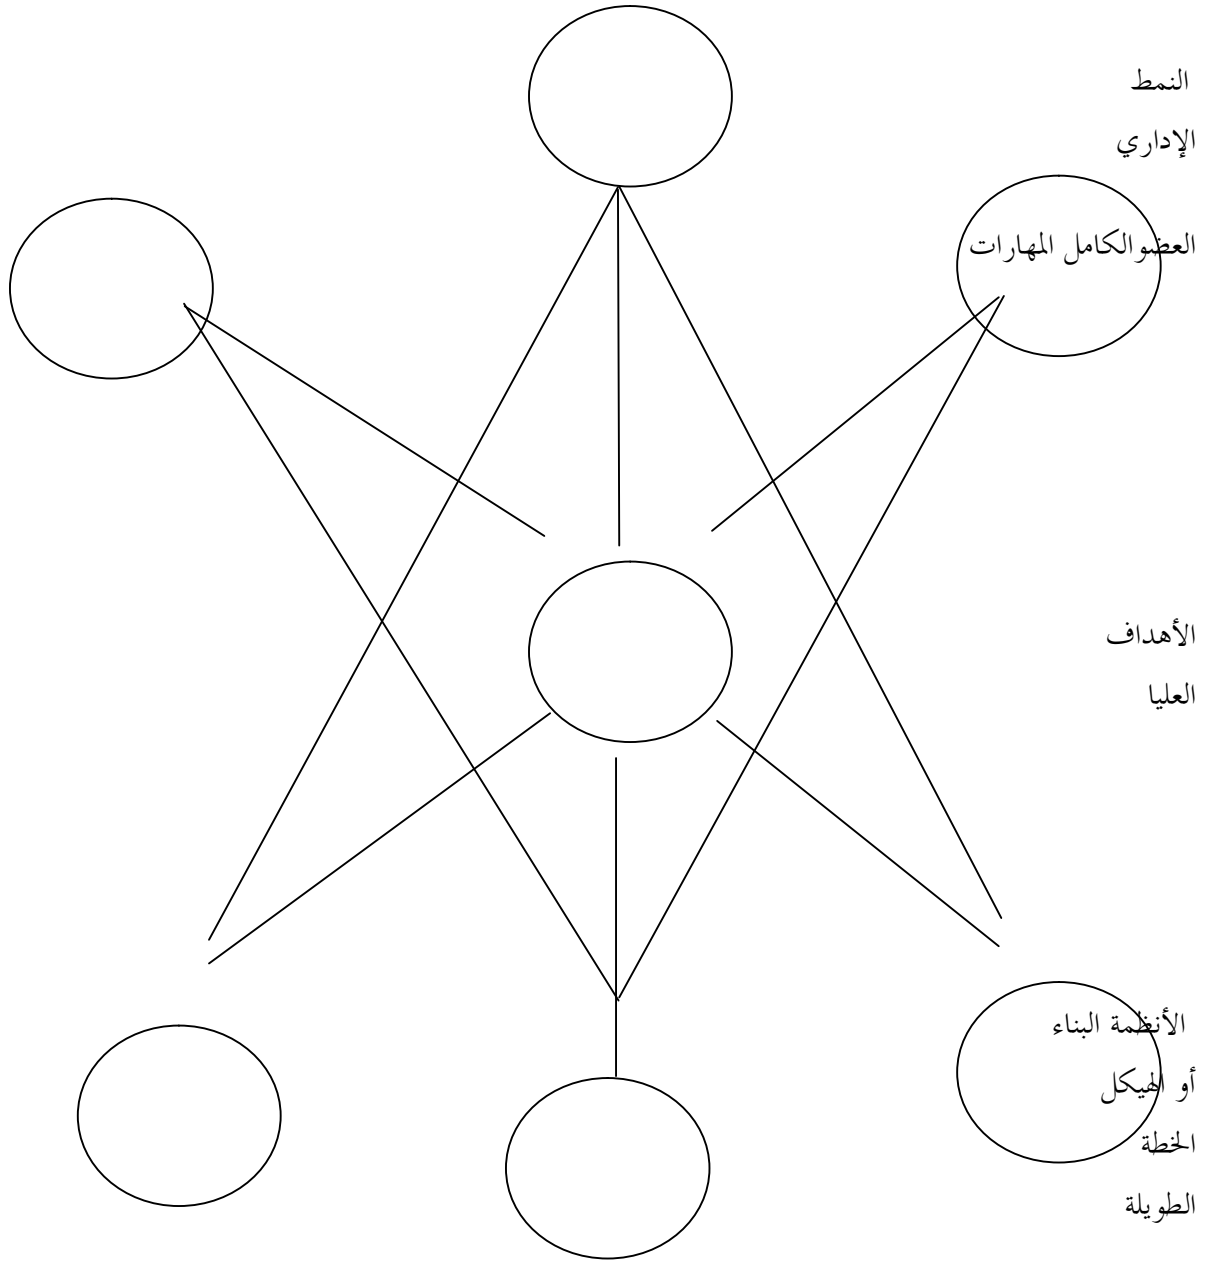 النمط
الإداري
العضوالكامل المهارات
الأهداف
العليا
الأنظمة البناء
أو الهيكل
الخطة
الطويلة